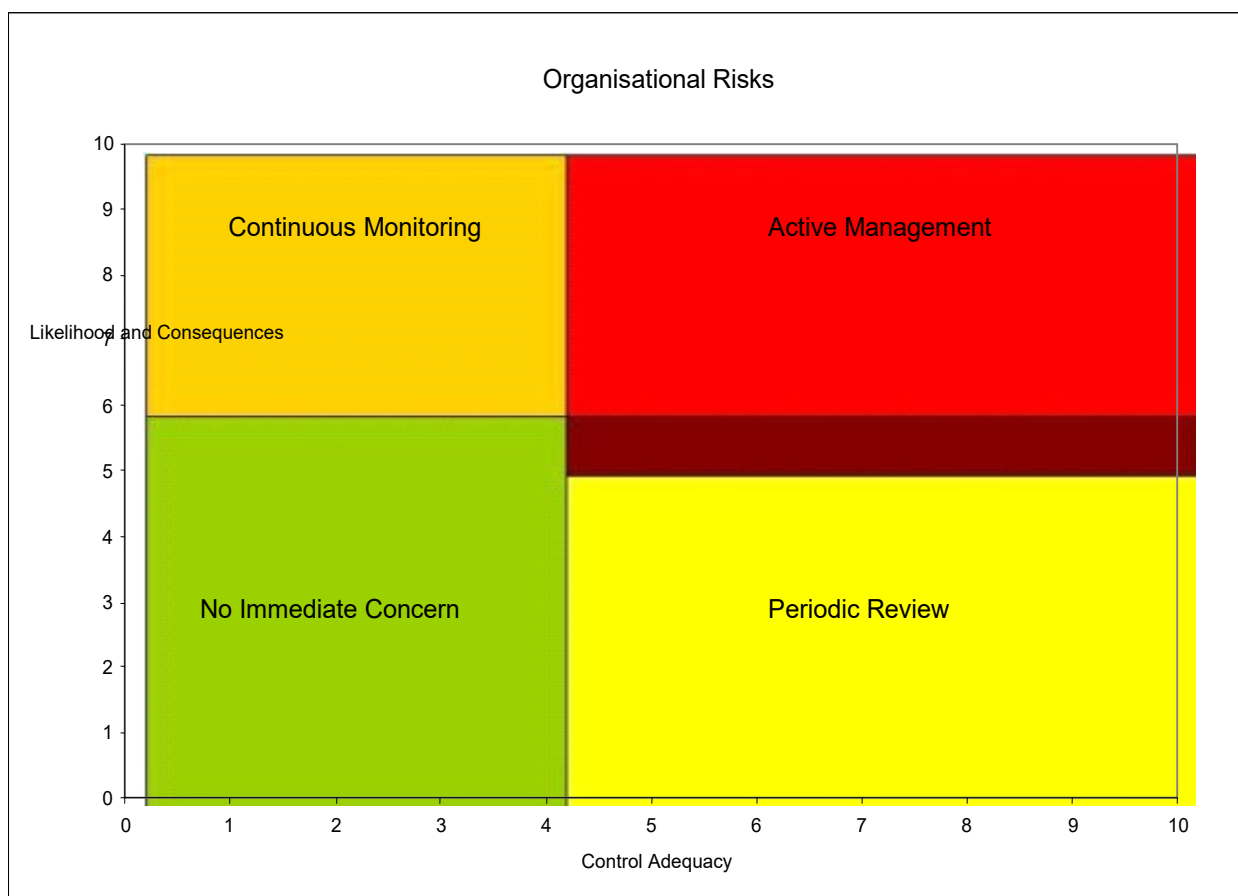 Organisational Risks
10
9
Continuous Monitoring
Active Management
8
Likelihood and Consequences
7
6
5
4
3
No Immediate Concern
Periodic Review
2
1
0
0 1 2 3 4 5 6 7 8 9 10
Control Adequacy